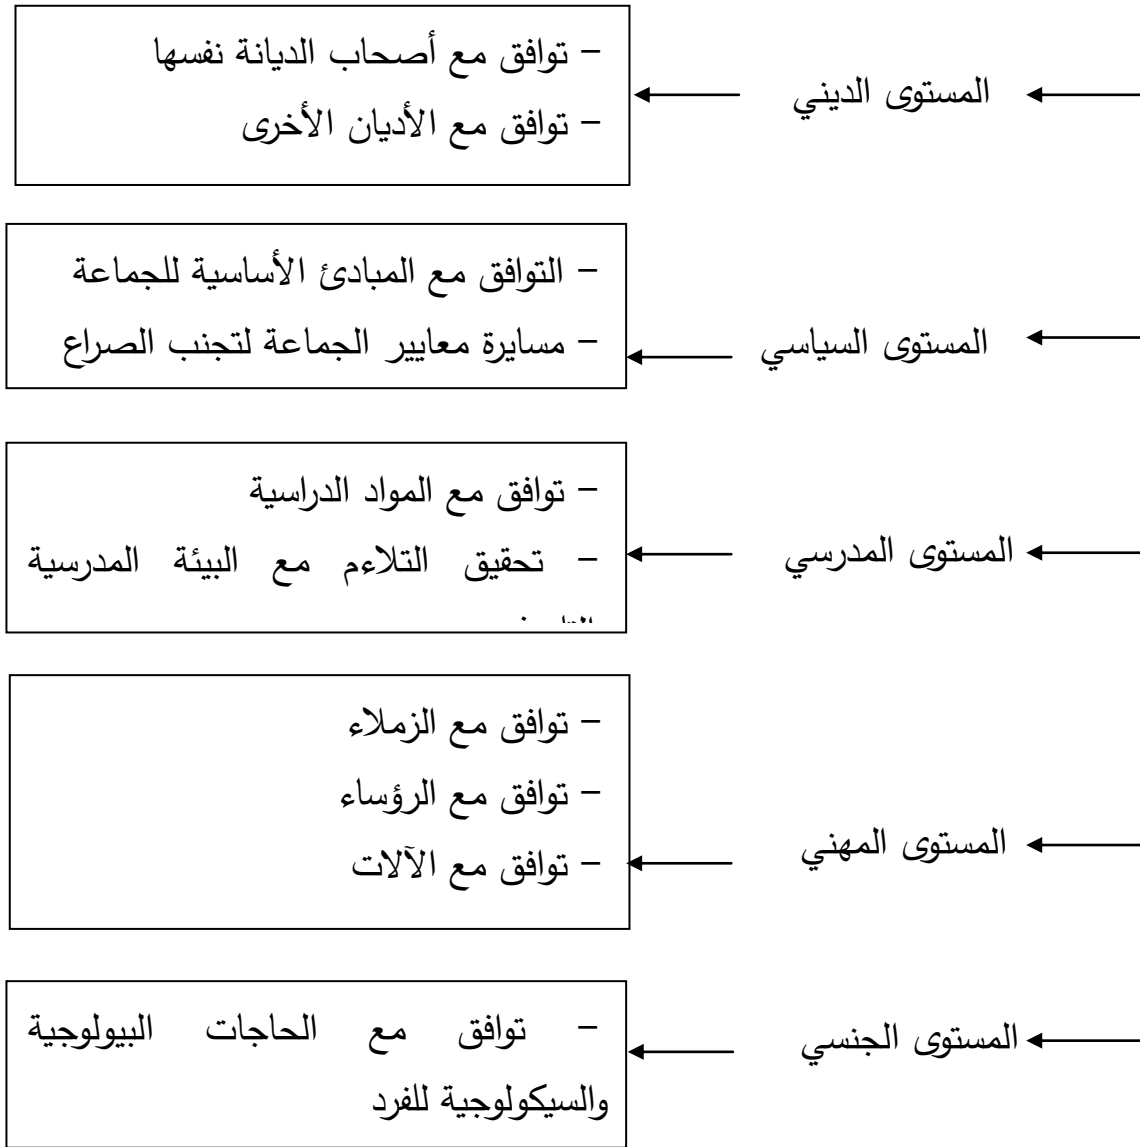 المستوى الديني
– توافق مع أصحاب الديانة نفسها
– توافق مع الأديان الأخرى
المستوى السياسي
– التوافق مع المبادئ الأساسية للجماعة
– مسايرة معايير الجماعة لتجنب الصراع
المستوى المدرسي
– توافق مع المواد الدراسية
– تحقيق التلاءم مع البيئة المدرسية
المستوى المهني
– توافق مع الزملاء
– توافق مع الرؤساء
– توافق مع الآلات
المستوى الجنسي
– توافق مع الحاجات البيولوجية
والسيكولوجية للفرد